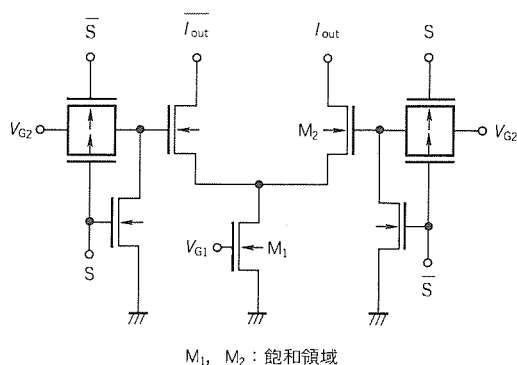 S̅
I̅out̅
Iout
S
VG2
M2
VG2
VG1
M1
S
S̅
M1, M2：飽和領域